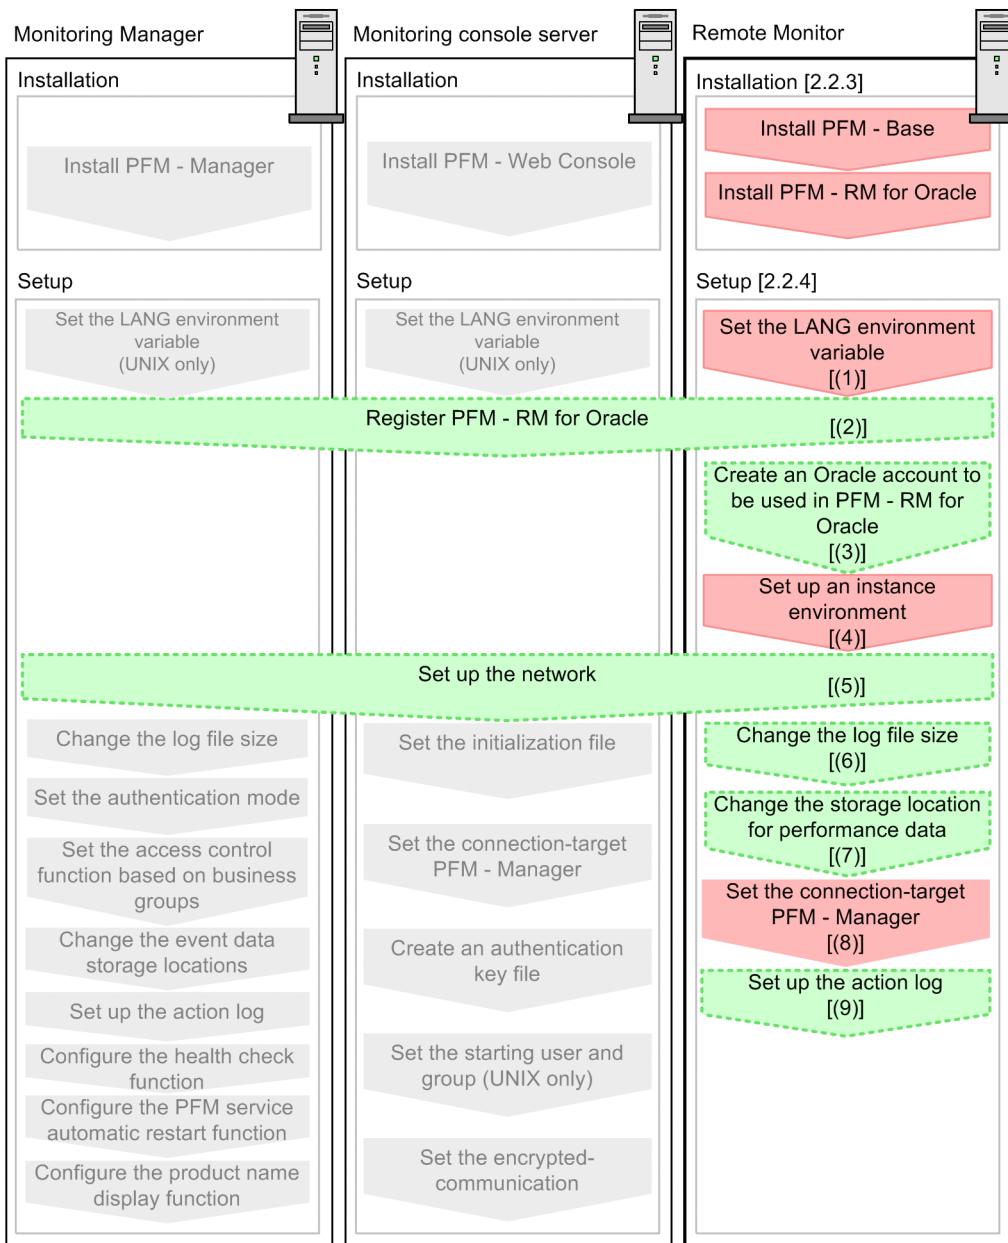 Monitoring Manager
Installation
Install PFM - Manager
Setup
Set the LANG environment
variable
(UNIX only)
Monitoring console server
Installation
Install PFM - Web Console
Setup
Set the LANG environment
variable
(UNIX only)
Remote Monitor
Installation [2.2.3]
Install PFM - Base
Install PFM - RM for Oracle
Setup [2.2.4]
Set the LANG environment
variable
[(1)]
Register PFM - RM for Oracle
[(2)]
Create an Oracle account to
be used in PFM - RM for
Oracle
[(3)]
Set up an instance
environment
[(4)]
Set up the network
[(5)]
Change the log file size
Set the authentication mode
Set the access control
function based on business
groups
Change the event data
storage locations
Set up the action log
Configure the health check
function
Configure the PFM service
automatic restart function
Configure the product name
display function
Set the initialization file
Set the connection-target
PFM - Manager
Create an authentication
key file
Set the starting user and
group (UNIX only)
Set the encrypted-
communication
Change the log file size
[(6)]
Change the storage location
for performance data
[(7)]
Set the connection-target
PFM - Manager
[(8)]
Set up the action log
[(9)]